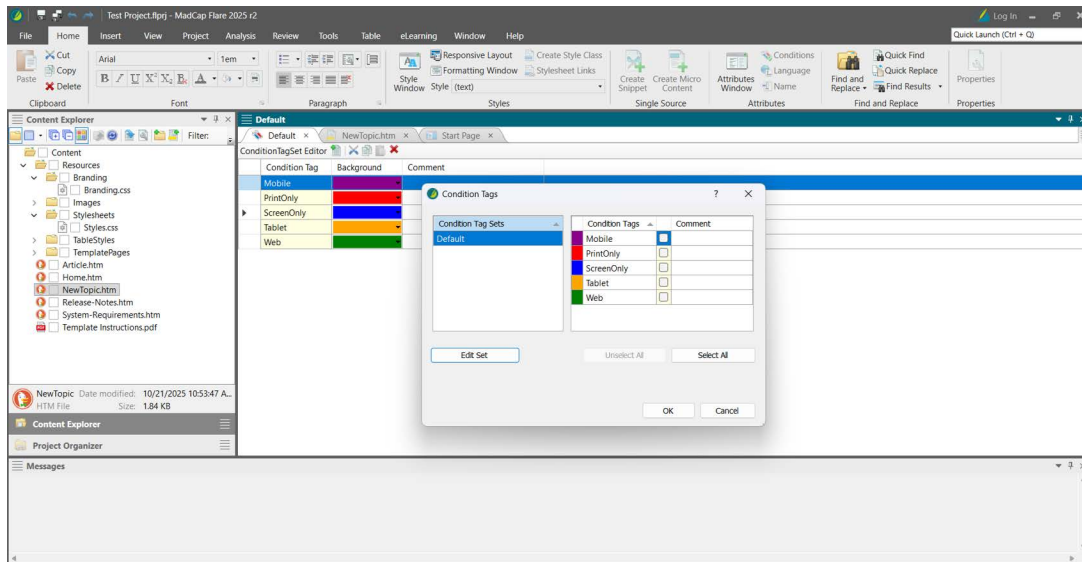 Test Project.flprj - MadCap Flare 2025 r2
Log In
File Home Insert View Project Analysis Review Tools Table eLearning Window Help
Quick Launch (Ctrl + Q)
Paste
Cut
Copy
Delete
Clipboard
Arial
1em
Font
Paragraph
Style Window
Responsive Layout
Create Style Class
Formatting Window
Stylesheet Links
Style (text)
Styles
Create Snippet
Create Micro Content
Single Source
Attributes Window
Conditions
Language
Name
Attributes
Find and Replace
Quick Find
Quick Replace
Find Results
Find and Replace
Properties
Properties
Content Explorer
Filter:
Content
Resources
Branding
Branding.css
Images
Stylesheets
Styles.css
TableStyles
TemplatePages
Article.htm
Home.htm
NewTopic.htm
Release-Notes.htm
System-Requirements.htm
Template Instructions.pdf
NewTopic Date modified: 10/21/2025 10:53:47 A...
HTM File Size: 1.84 KB
Content Explorer
Project Organizer
Default
Default
NewTopic.htm
Start Page
ConditionTagSet Editor
Condition Tag Background Comment
Mobile
PrintOnly
ScreenOnly
Tablet
Web
Condition Tags
?
Condition Tag Sets
Default
Condition Tags Comment
Mobile
PrintOnly
ScreenOnly
Tablet
Web
Edit Set
Unselect All
Select All
OK
Cancel
Messages